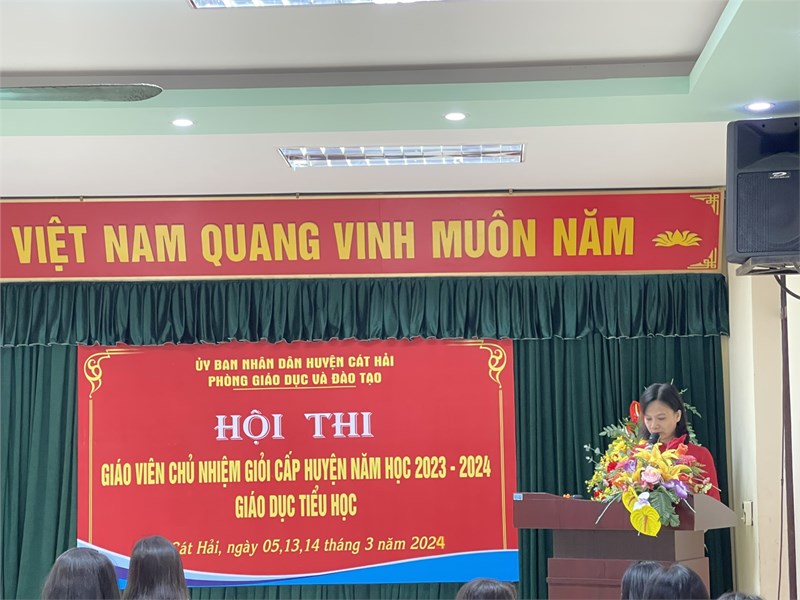 VIỆT NAM QUANG VINH MUÔN NĂM
ỦY BAN NHÂN DÂN HUYỆN CÁT HẢI
PHÒNG GIÁO DỤC VÀ ĐÀO TẠO
HỘI THI
GIÁO VIÊN CHỦ NHIỆM GIỎI CẤP HUYỆN NĂM HỌC 2023 - 2024
GIÁO DỤC TIỂU HỌC
Cát Hải, ngày 05,13,14 tháng 3 năm 2024